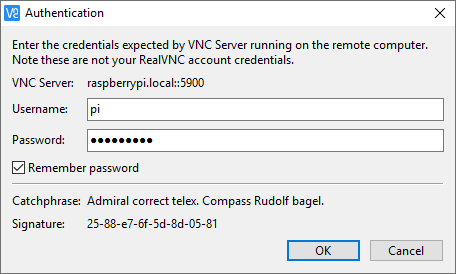 Authentication
Enter the credentials expected by VNC Server running on the remote computer.
Note these are not your RealVNC account credentials.
VNC Server: raspberrypi.local::5900
Username: pi
Password: ●●●●●●●●●
Remember password
Catchphrase: Admiral correct telex. Compass Rudolf bagel.
Signature: 25-88-e7-6f-5d-8d-05-81
OK Cancel